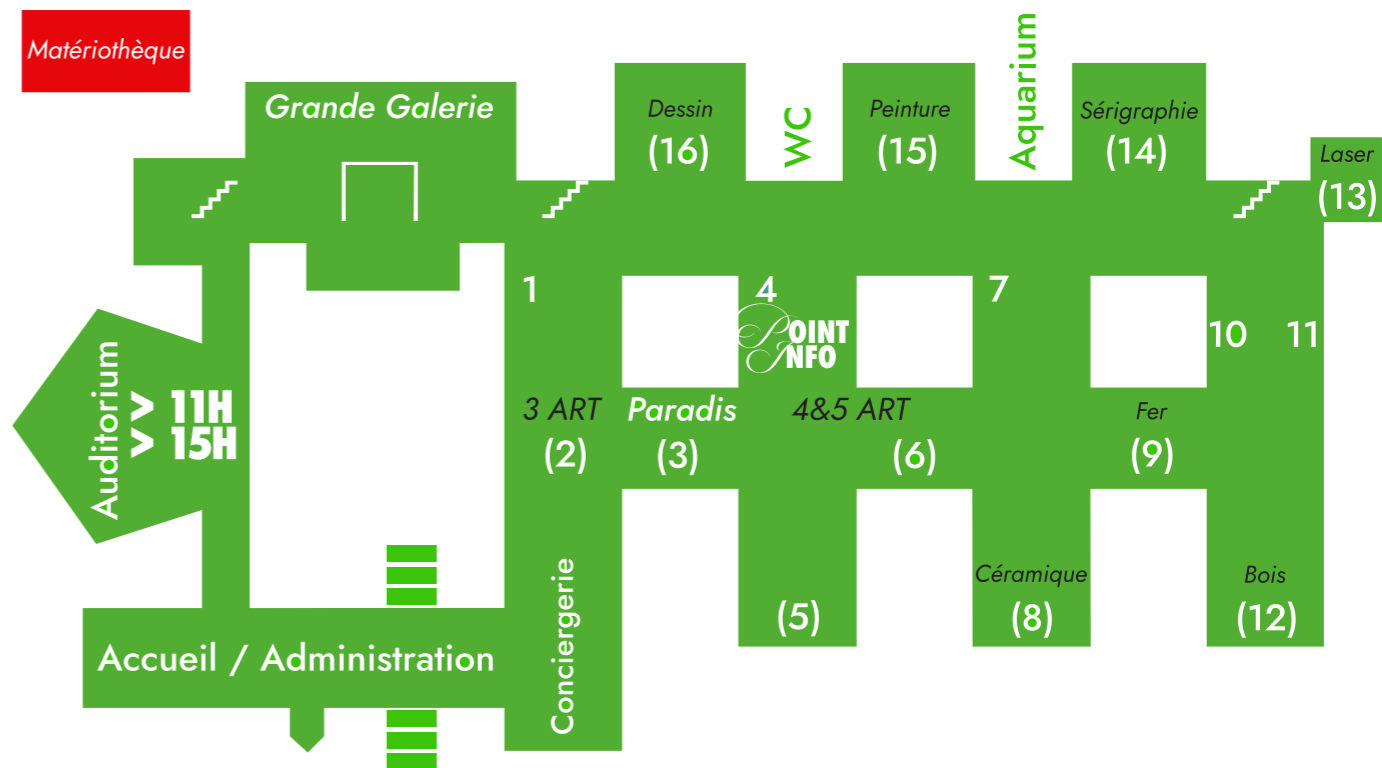 Matériothèque
Grande Galerie
Dessin
(16)
WC
Peinture
(15)
Aquarium
Sérigraphie
(14)
Laser
(13)
1
4
7
10
11
POINT
INFO
Auditorium
>> 11H
>> 15H
3 ART
(2)
Paradis
(3)
4&5 ART
(6)
Fer
(9)
Conciergerie
(5)
Céramique
(8)
Bois
(12)
Accueil / Administration